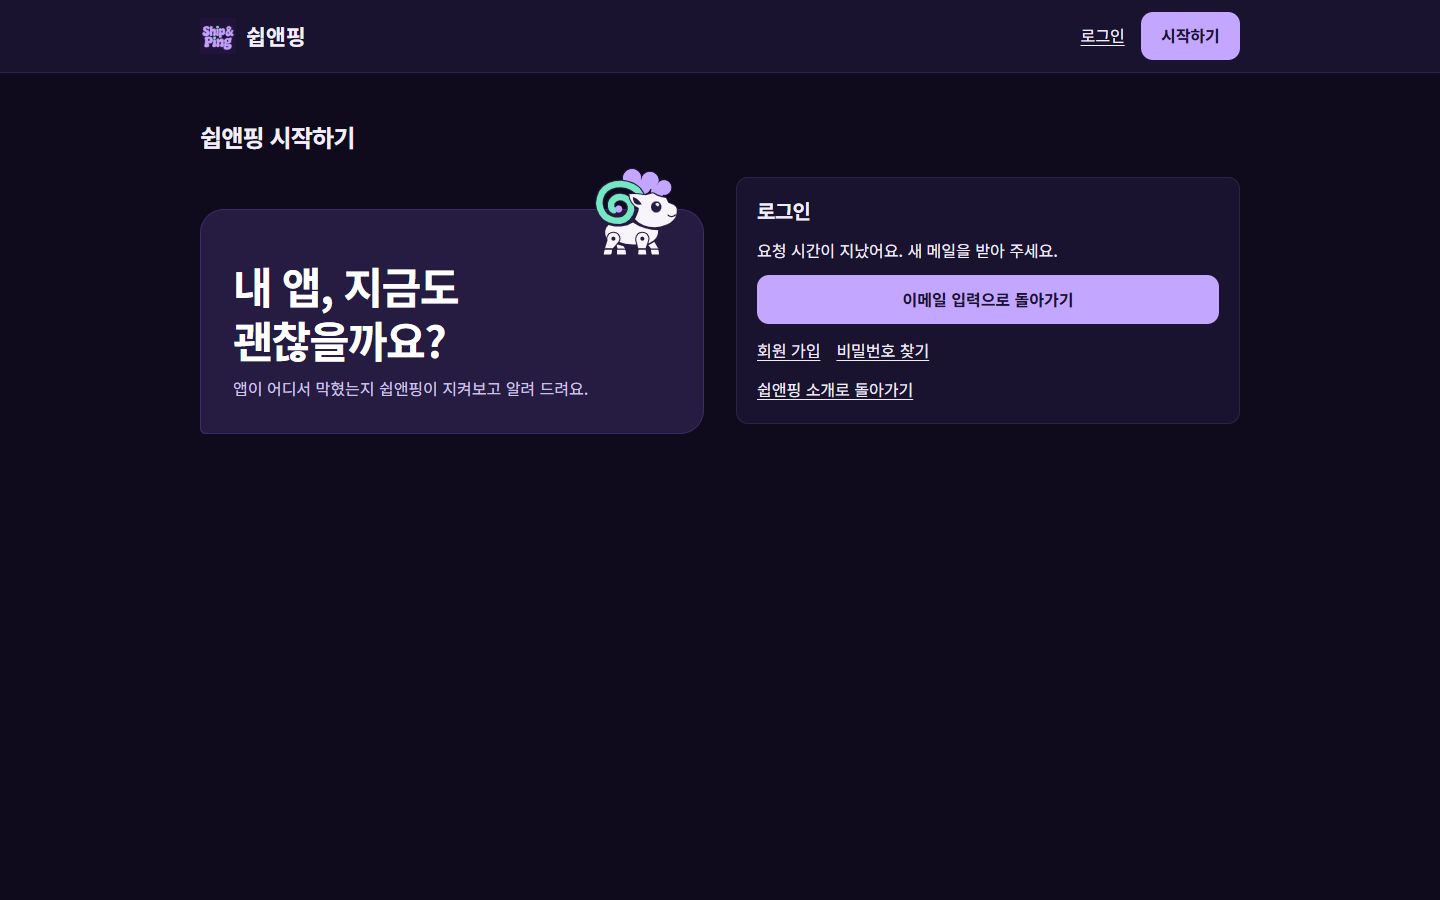 Ship&
Ping
쉽앤핑
로그인
시작하기
쉽앤핑 시작하기
내 앱, 지금도
괜찮을까요?
앱이 어디서 막혔는지 쉽앤핑이 지켜보고 알려 드려요.
로그인
요청 시간이 지났어요. 새 메일을 받아 주세요.
이메일 입력으로 돌아가기
회원 가입 비밀번호 찾기
쉽앤핑 소개로 돌아가기